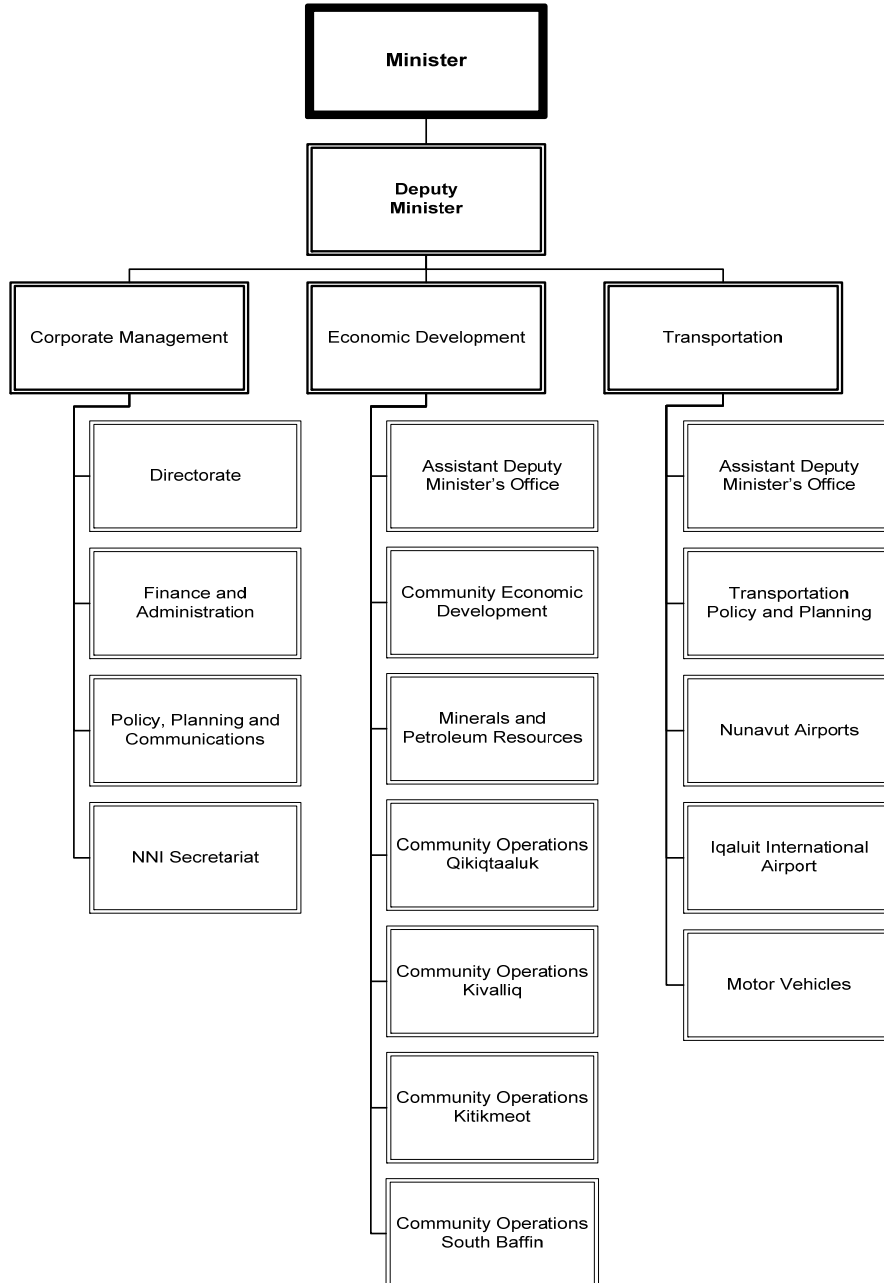 Minister
Deputy
Minister
Corporate Management
Economic Development
Transportation
Directorate
Finance and
Administration
Policy, Planning and
Communications
NNI Secretariat
Assistant Deputy
Minister's Office
Community Economic
Development
Minerals and
Petroleum Resources
Community Operations
Qikiqtaaluk
Community Operations
Kivalliq
Community Operations
Kitikmeot
Community Operations
South Baffin
Assistant Deputy
Minister's Office
Transportation
Policy and Planning
Nunavut Airports
Iqaluit International
Airport
Motor Vehicles